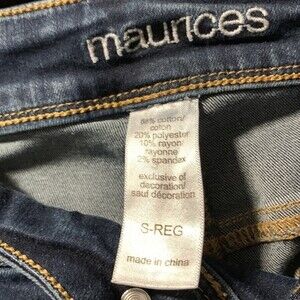 maurices
68% cotton/
coton
20% polyester
10% rayon/
rayonne
2% spandex
exclusive of
decoration/
sauf décoration
S-REG
made in china